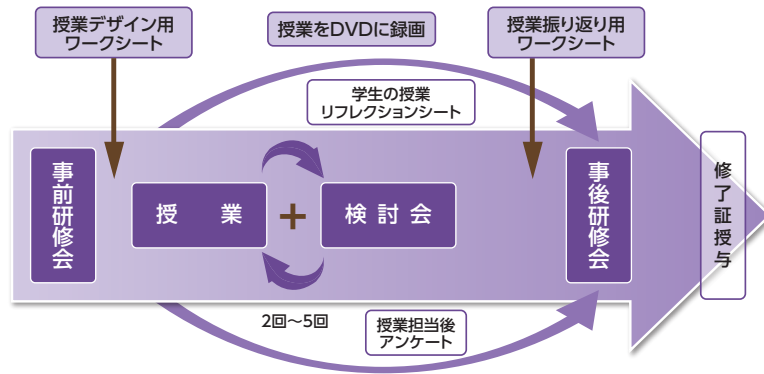 授業デザイン用
ワークシート
授業をDVDに録画
授業振り返り用
ワークシート
学生の授業
リフレクションシート
事前研修会
授業
+
検討会
事後研修会
修了証授与
2回〜5回
授業担当後
アンケート